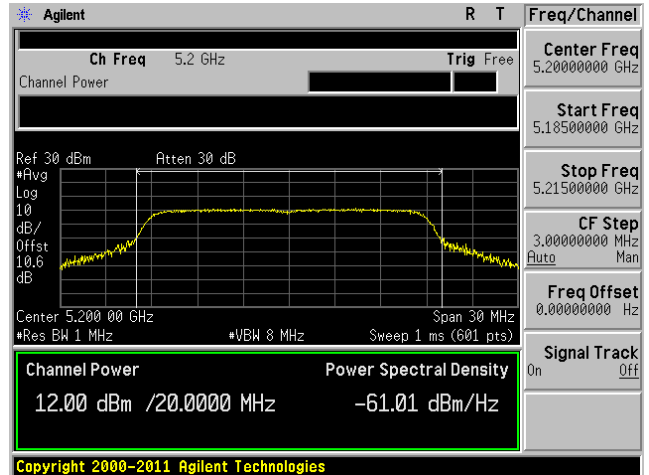 Agilent R T Freq/Channel
Ch Freq 5.2 GHz Trig Free
Channel Power
Center Freq
5.20000000 GHz
Start Freq
5.18500000 GHz
Stop Freq
5.21500000 GHz
CF Step
3.00000000 MHz
Auto Man
Freq Offset
0.00000000 Hz
Signal Track
On Off
Ref 30 dBm Atten 30 dB
#Avg
Log
10
dB/
Offst
10.6
dB
Center 5.200 00 GHz Span 30 MHz
#Res BW 1 MHz #VBW 8 MHz Sweep 1 ms (601 pts)
Channel Power Power Spectral Density
12.00 dBm /20.0000 MHz -61.01 dBm/Hz
Copyright 2000-2011 Agilent Technologies